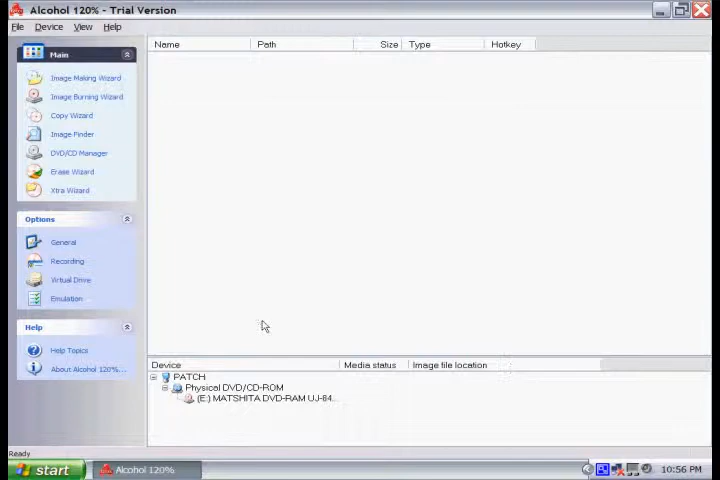 Alcohol 120% - Trial Version
File Device View Help
Main
Image Making Wizard
Image Burning Wizard
Copy Wizard
Image Finder
DVD/CD Manager
Erase Wizard
Xtra Wizard
Options
General
Recording
Virtual Drive
Emulation
Help
Help Topics
About Alcohol 120%...
Name Path Size Type Hotkey
Device Media status Image file location
PATCH
Physical DVD/CD-ROM
(E:) MATSHITA DVD-RAM UJ-84...
Ready
start Alcohol 120% 10:56 PM